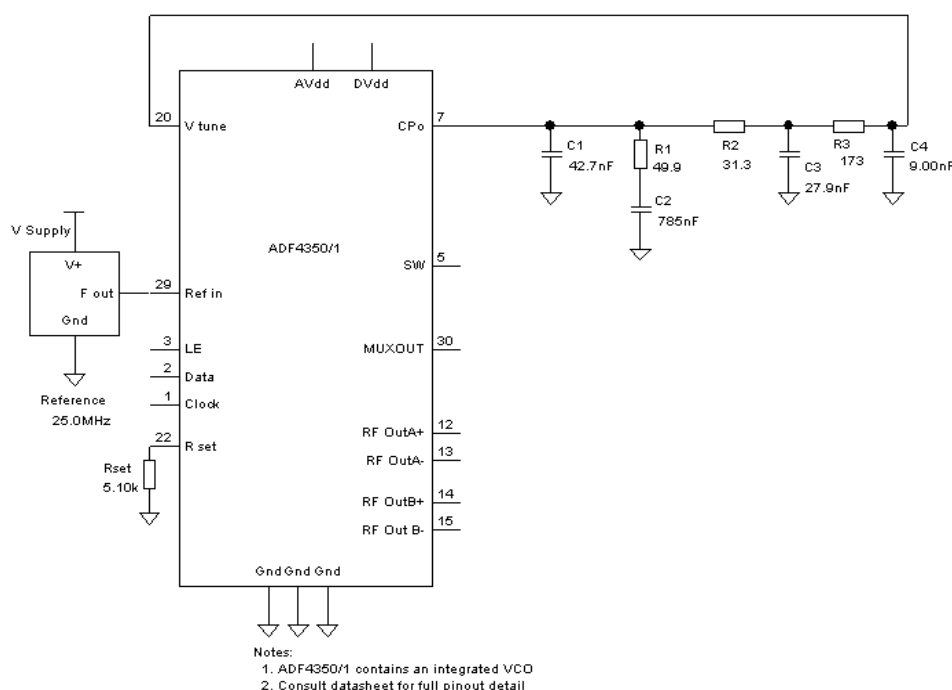 AVdd
DVdd
20
V tune
CPo
7
C1
42.7nF
R1
49.9
C2
785nF
R2
31.3
C3
27.9nF
R3
173
C4
9.00nF
V Supply
V+
F out
Gnd
29
Ref in
ADF4350/1
SW
5
3
LE
MUXOUT
30
2
Data
1
Clock
Reference
25.0MHz
22
R set
Rset
5.10k
RF OutA+
12
RF OutA-
13
RF OutB+
14
RF Out B-
15
Gnd Gnd Gnd
Notes:
1. ADF4350/1 contains an integrated VCO
2. Consult datasheet for full pinout detail